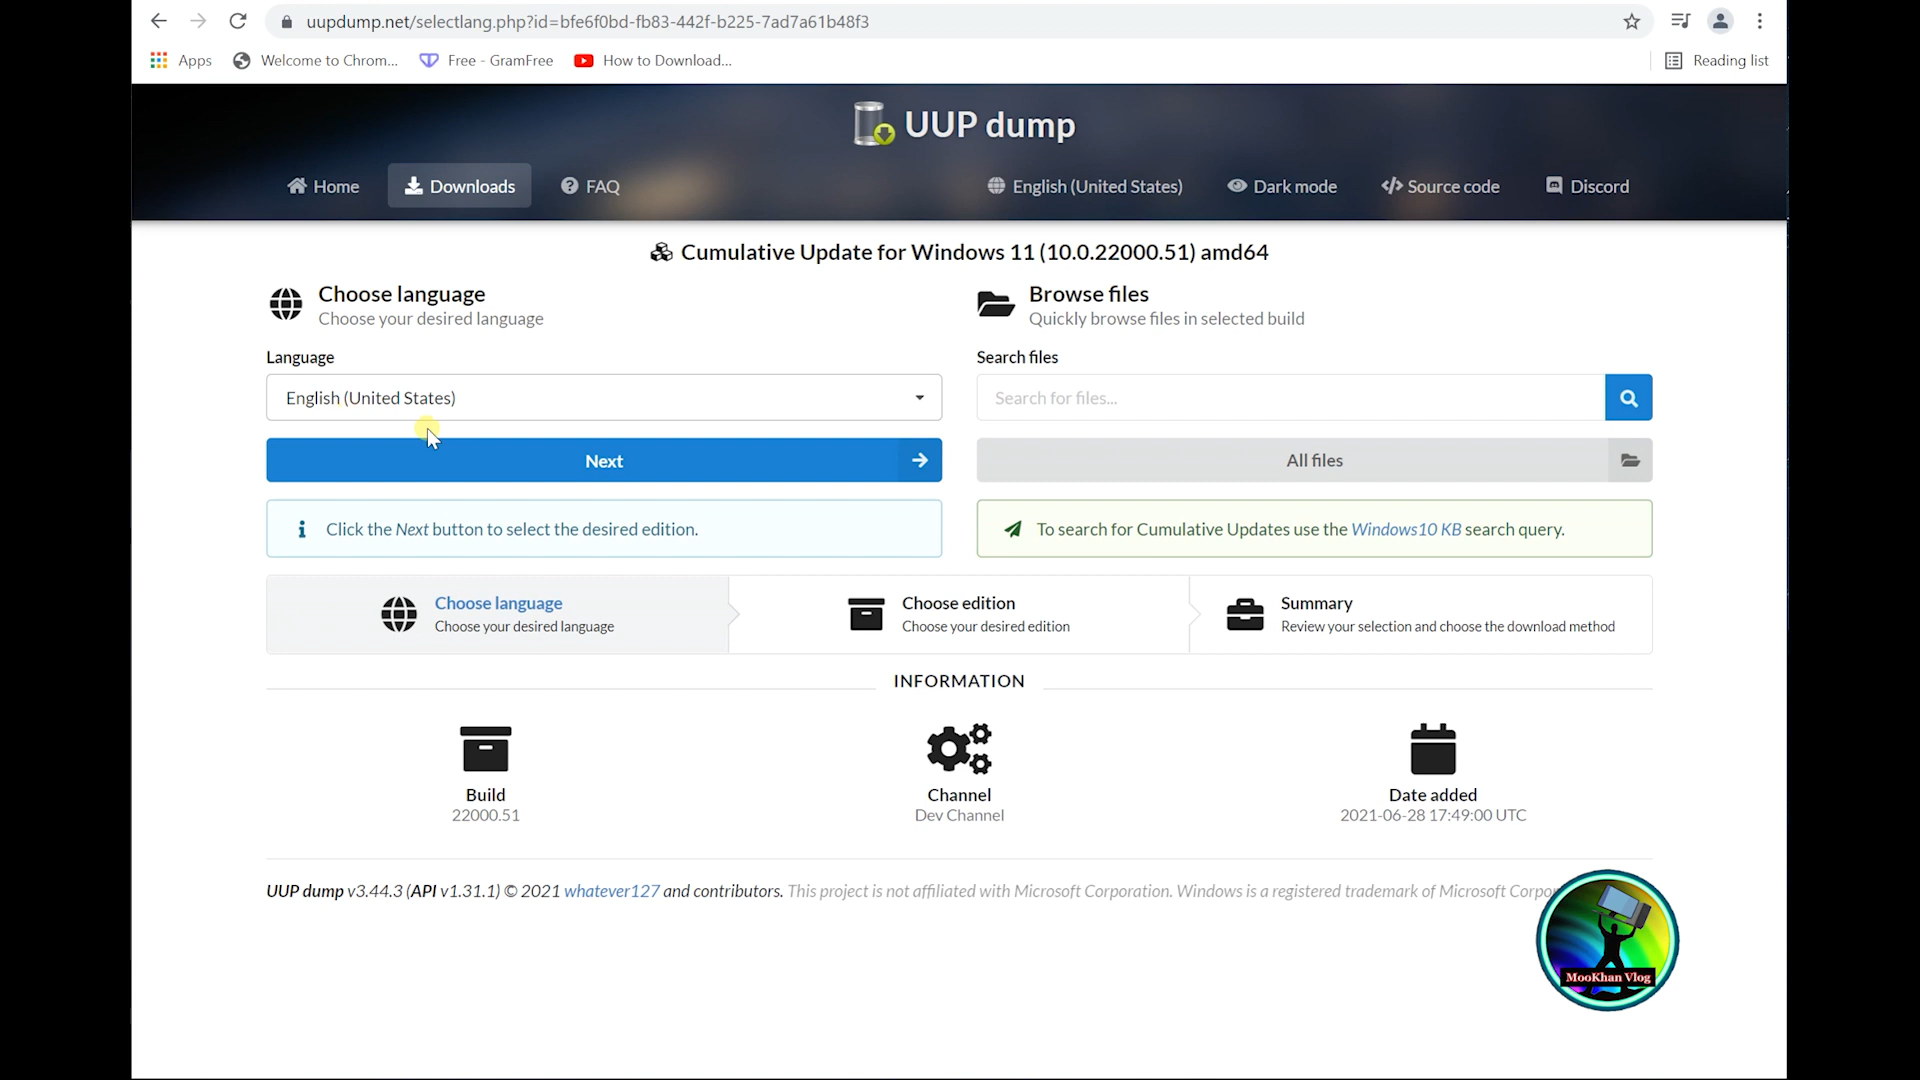 uupdump.net/selectlang.php?id=bfe6f0bd-fb83-442f-b225-7ad7a61b48f3
Apps
Welcome to Chrom...
Free - GramFree
How to Download...
Reading list
UUP dump
Home
Downloads
FAQ
English (United States)
Dark mode
Source code
Discord
Cumulative Update for Windows 11 (10.0.22000.51) amd64
Choose language
Choose your desired language
Language
English (United States)
Next
Click the Next button to select the desired edition.
Browse files
Quickly browse files in selected build
Search files
Search for files...
All files
To search for Cumulative Updates use the Windows10 KB search query.
Choose language
Choose your desired language
Choose edition
Choose your desired edition
Summary
Review your selection and choose the download method
INFORMATION
Build
22000.51
Channel
Dev Channel
Date added
2021-06-28 17:49:00 UTC
UUP dump v3.44.3 (API v1.31.1) © 2021 whatever127 and contributors. This project is not affiliated with Microsoft Corporation. Windows is a registered trademark of Microsoft Corpo
MooKhan Vlog